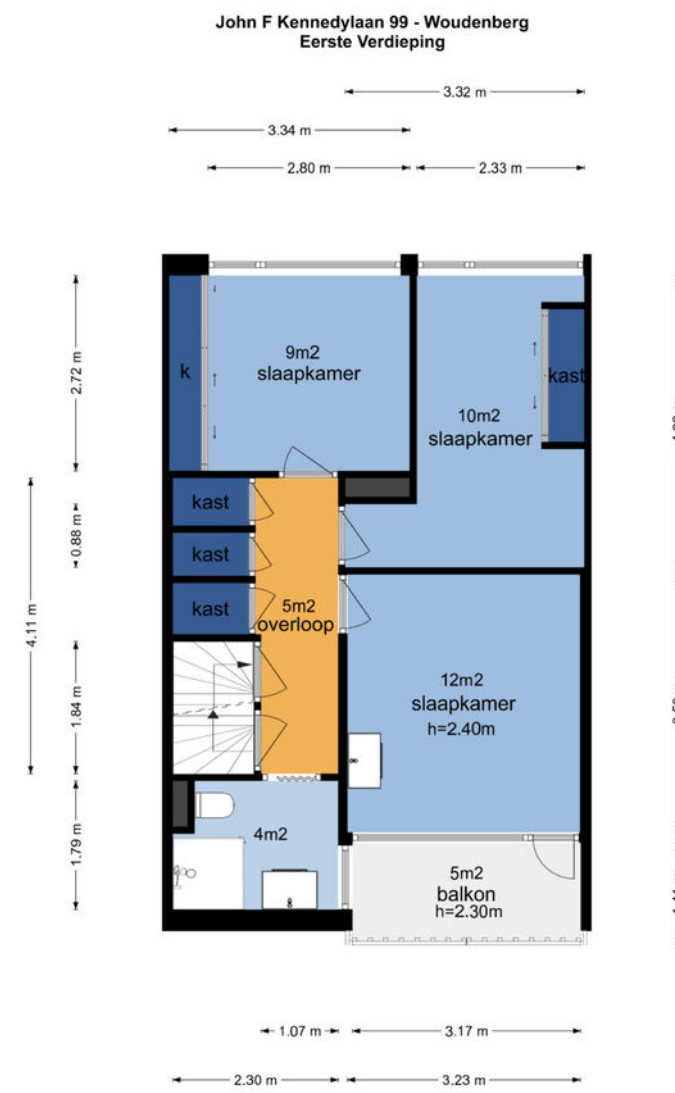 John F Kennedylaan 99 - Woudenberg
Eerste Verdieping
3.32 m
3.34 m
2.80 m
2.33 m
2.72 m
9m2
slaapkamer
k
kast
10m2
slaapkamer
kast
0.88 m
kast
kast
5m2
overloop
4.11 m
12m2
slaapkamer
h=2.40m
1.84 m
1.79 m
4m2
5m2
balkon
h=2.30m
1.07 m
3.17 m
2.30 m
3.23 m